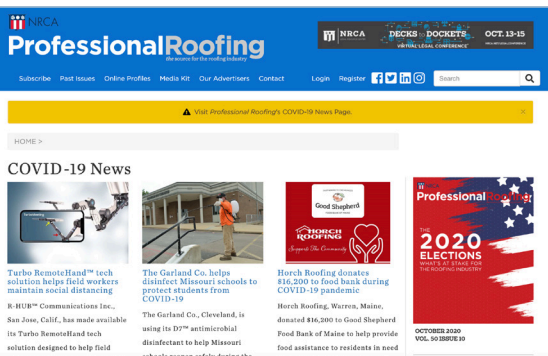 NRCA
ProfessionalRoofing
the source for the roofing industry
NRCA
DECKS to DOCKETS
VIRTUAL LEGAL CONFERENCE
OCT. 13-15
Subscribe Past Issues Online Profiles Media Kit Our Advertisers Contact Login Register Search
Visit Professional Roofing's COVID-19 News Page.
×
HOME >
COVID-19 News
Good Shepherd
HORCH
ROOFING
Supports The Community
Turbo RemoteHand™ tech
solution helps field workers
maintain social distancing
R-HUB™ Communications Inc.,
San Jose, Calif., has made available
its Turbo RemoteHand tech
solution designed to help field
The Garland Co. helps
disinfect Missouri schools to
protect students from
COVID-19
The Garland Co., Cleveland, is
using its D7™ antimicrobial
disinfectant to help Missouri
schools reopen safely during the
Horch Roofing donates
$16,200 to food bank during
COVID-19 pandemic
Horch Roofing, Warren, Maine,
donated $16,200 to Good Shepherd
Food Bank of Maine to help provide
food assistance to residents in need
NRCA
ProfessionalRoofing
THE
2020
ELECTIONS
WHAT'S AT STAKE FOR
THE ROOFING INDUSTRY
OCTOBER 2020
VOL. 50 ISSUE 10